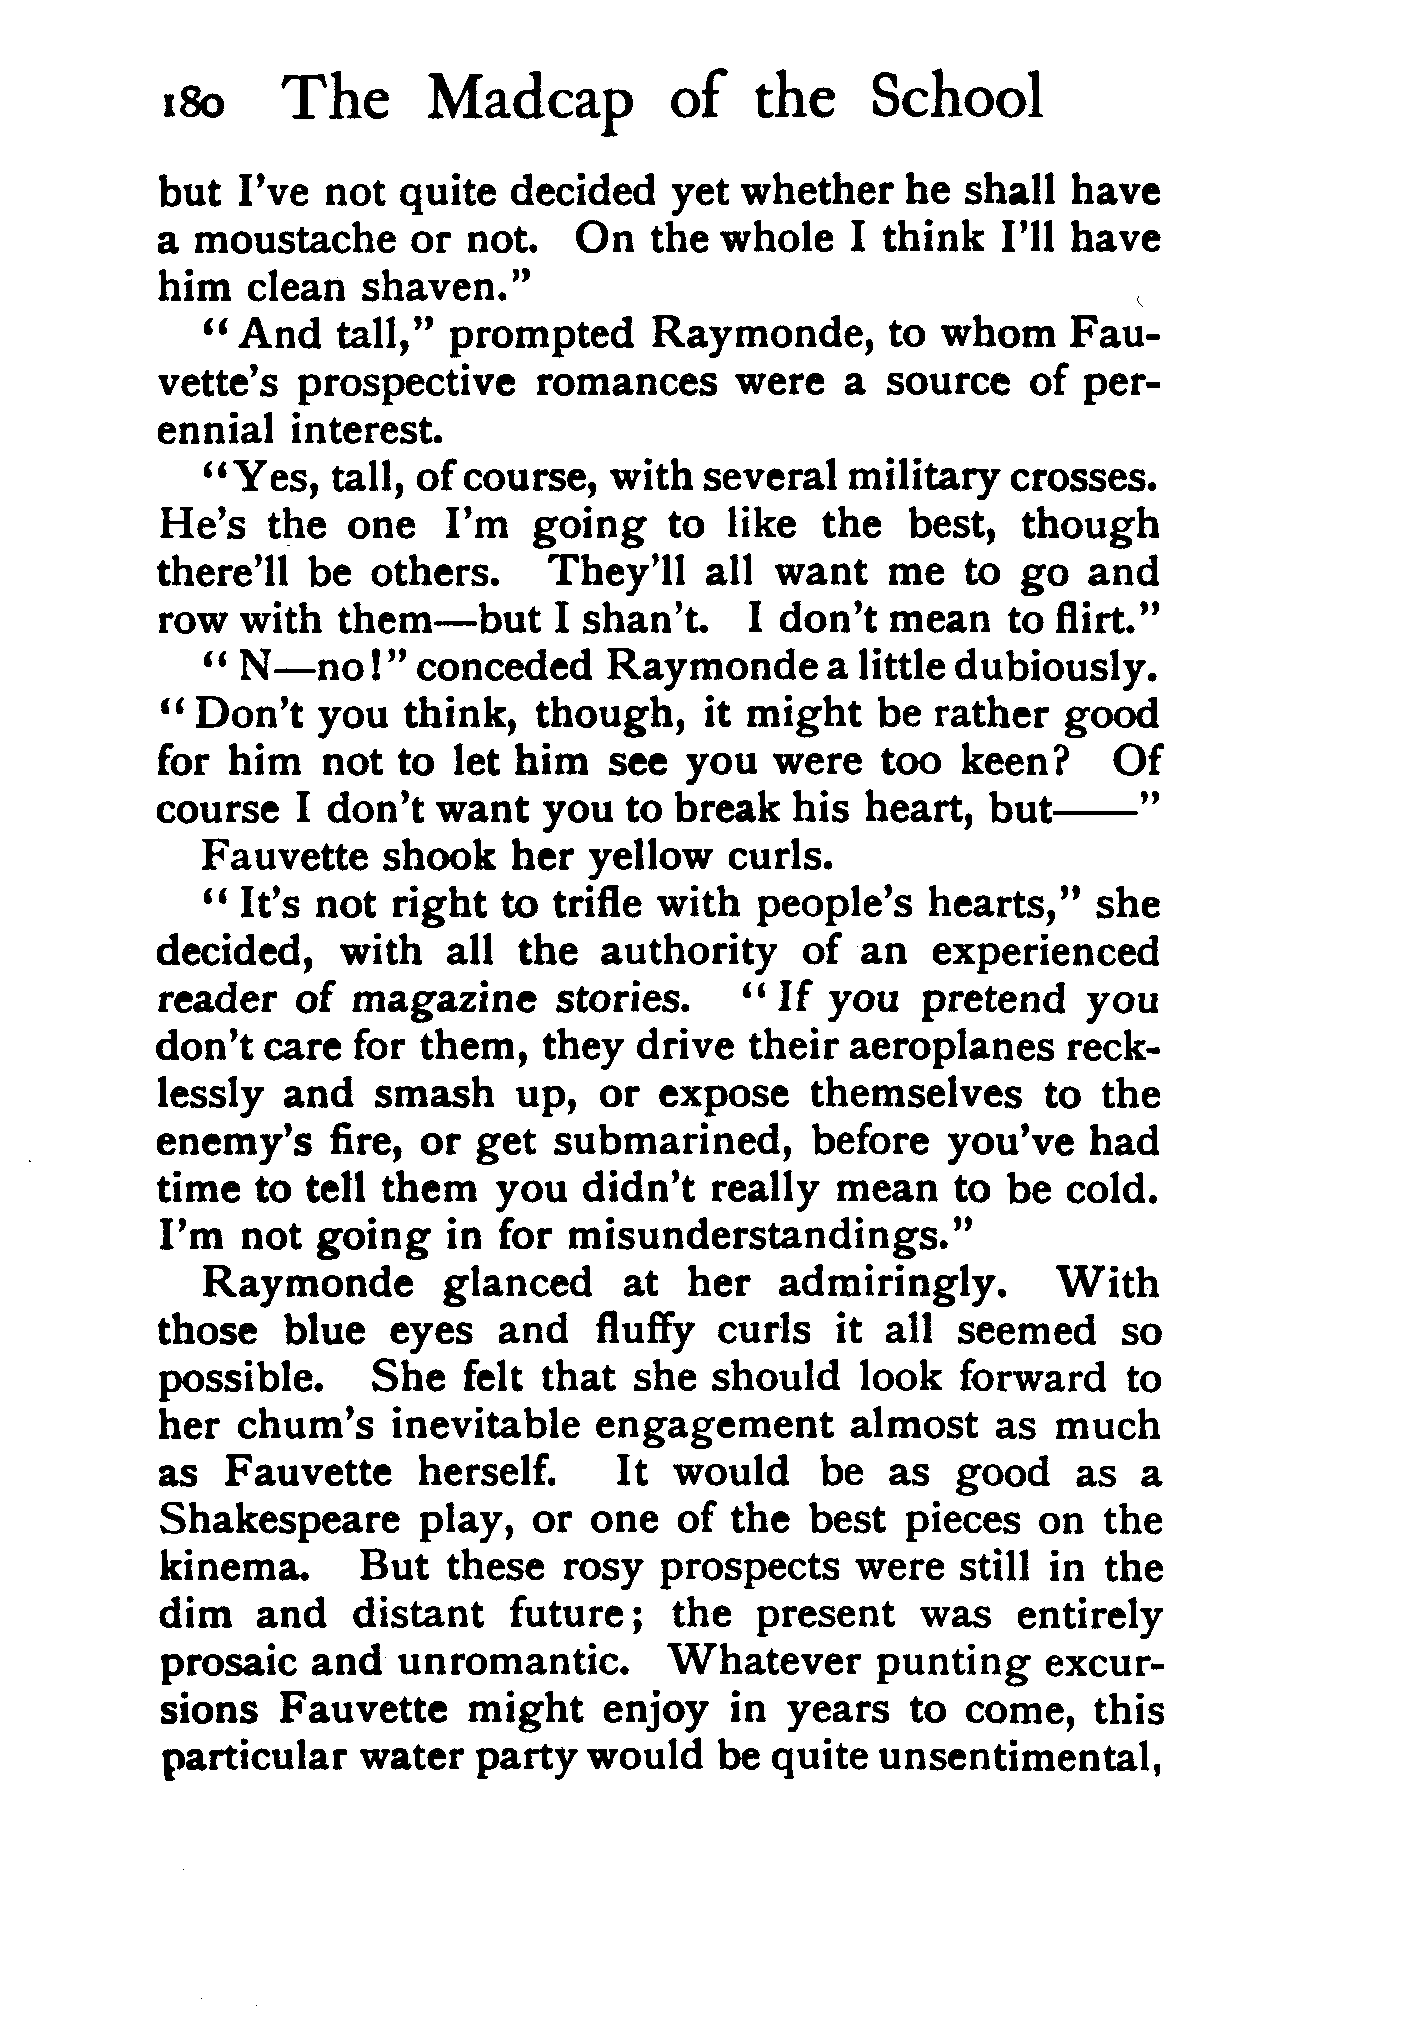 180 The Madcap of the School
but I've not quite decided yet whether he shall have
a moustache or not. On the whole I think I'll have
him clean shaven."
"And tall," prompted Raymonde, to whom Fau-
vette's prospective romances were a source of per-
ennial interest.
"Yes, tall, of course, with several military crosses.
He's the one I'm going to like the best, though
there'll be others. They'll all want me to go and
row with them—but I shan't. I don't mean to flirt."
"N—no!" conceded Raymonde a little dubiously.
"Don't you think, though, it might be rather good
for him not to let him see you were too keen? Of
course I don't want you to break his heart, but——"
Fauvette shook her yellow curls.
"It's not right to trifle with people's hearts," she
decided, with all the authority of an experienced
reader of magazine stories. "If you pretend you
don't care for them, they drive their aeroplanes reck-
lessly and smash up, or expose themselves to the
enemy's fire, or get submarined, before you've had
time to tell them you didn't really mean to be cold.
I'm not going in for misunderstandings."
Raymonde glanced at her admiringly. With
those blue eyes and fluffy curls it all seemed so
possible. She felt that she should look forward to
her chum's inevitable engagement almost as much
as Fauvette herself. It would be as good as a
Shakespeare play, or one of the best pieces on the
kinema. But these rosy prospects were still in the
dim and distant future; the present was entirely
prosaic and unromantic. Whatever punting excur-
sions Fauvette might enjoy in years to come, this
particular water party would be quite unsentimental,